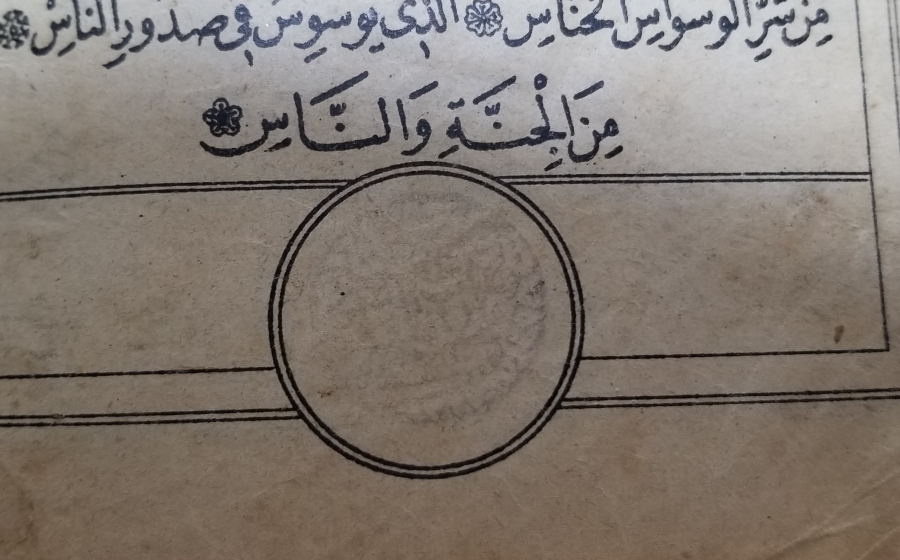 مِنْ شَرِّ الْوَسْوَاسِ الْخَنَّاسِ ۝ الَّذِى يُوَسْوِسُ فِى صُدُورِ النَّاسِ ۝
مِنَ الْجِنَّةِ وَالنَّاسِ ۝